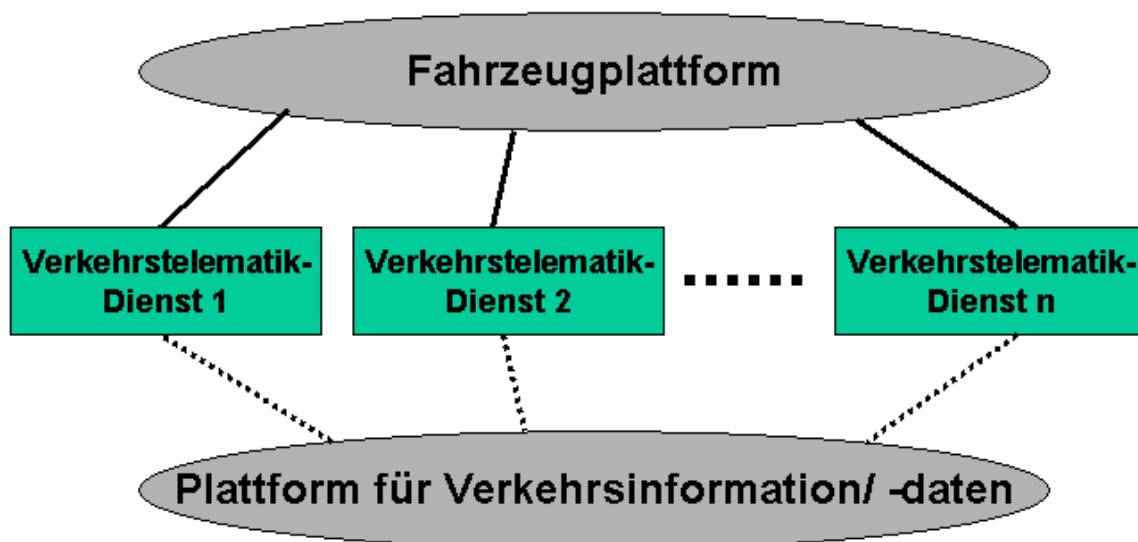 Fahrzeugplattform
Verkehrstelematik-
Dienst 1
Verkehrstelematik-
Dienst 2
Verkehrstelematik-
Dienst n
Plattform für Verkehrsinformation/ -daten